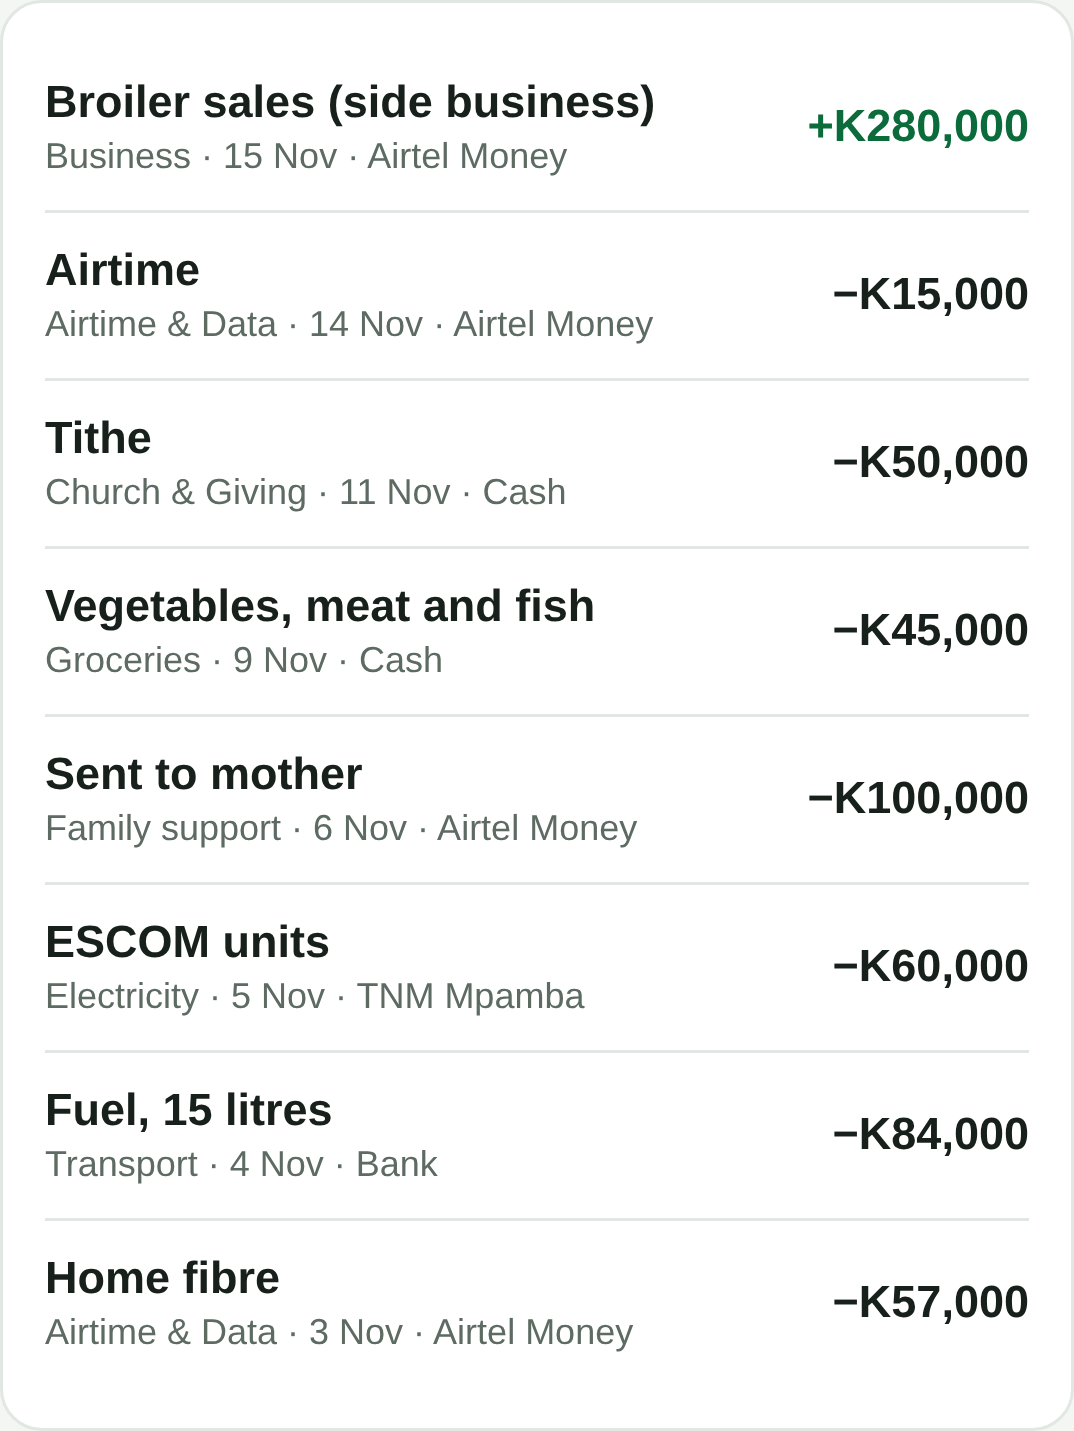 Broiler sales (side business)
+K280,000
Business · 15 Nov · Airtel Money
Airtime
−K15,000
Airtime & Data · 14 Nov · Airtel Money
Tithe
−K50,000
Church & Giving · 11 Nov · Cash
Vegetables, meat and fish
−K45,000
Groceries · 9 Nov · Cash
Sent to mother
−K100,000
Family support · 6 Nov · Airtel Money
ESCOM units
−K60,000
Electricity · 5 Nov · TNM Mpamba
Fuel, 15 litres
−K84,000
Transport · 4 Nov · Bank
Home fibre
−K57,000
Airtime & Data · 3 Nov · Airtel Money